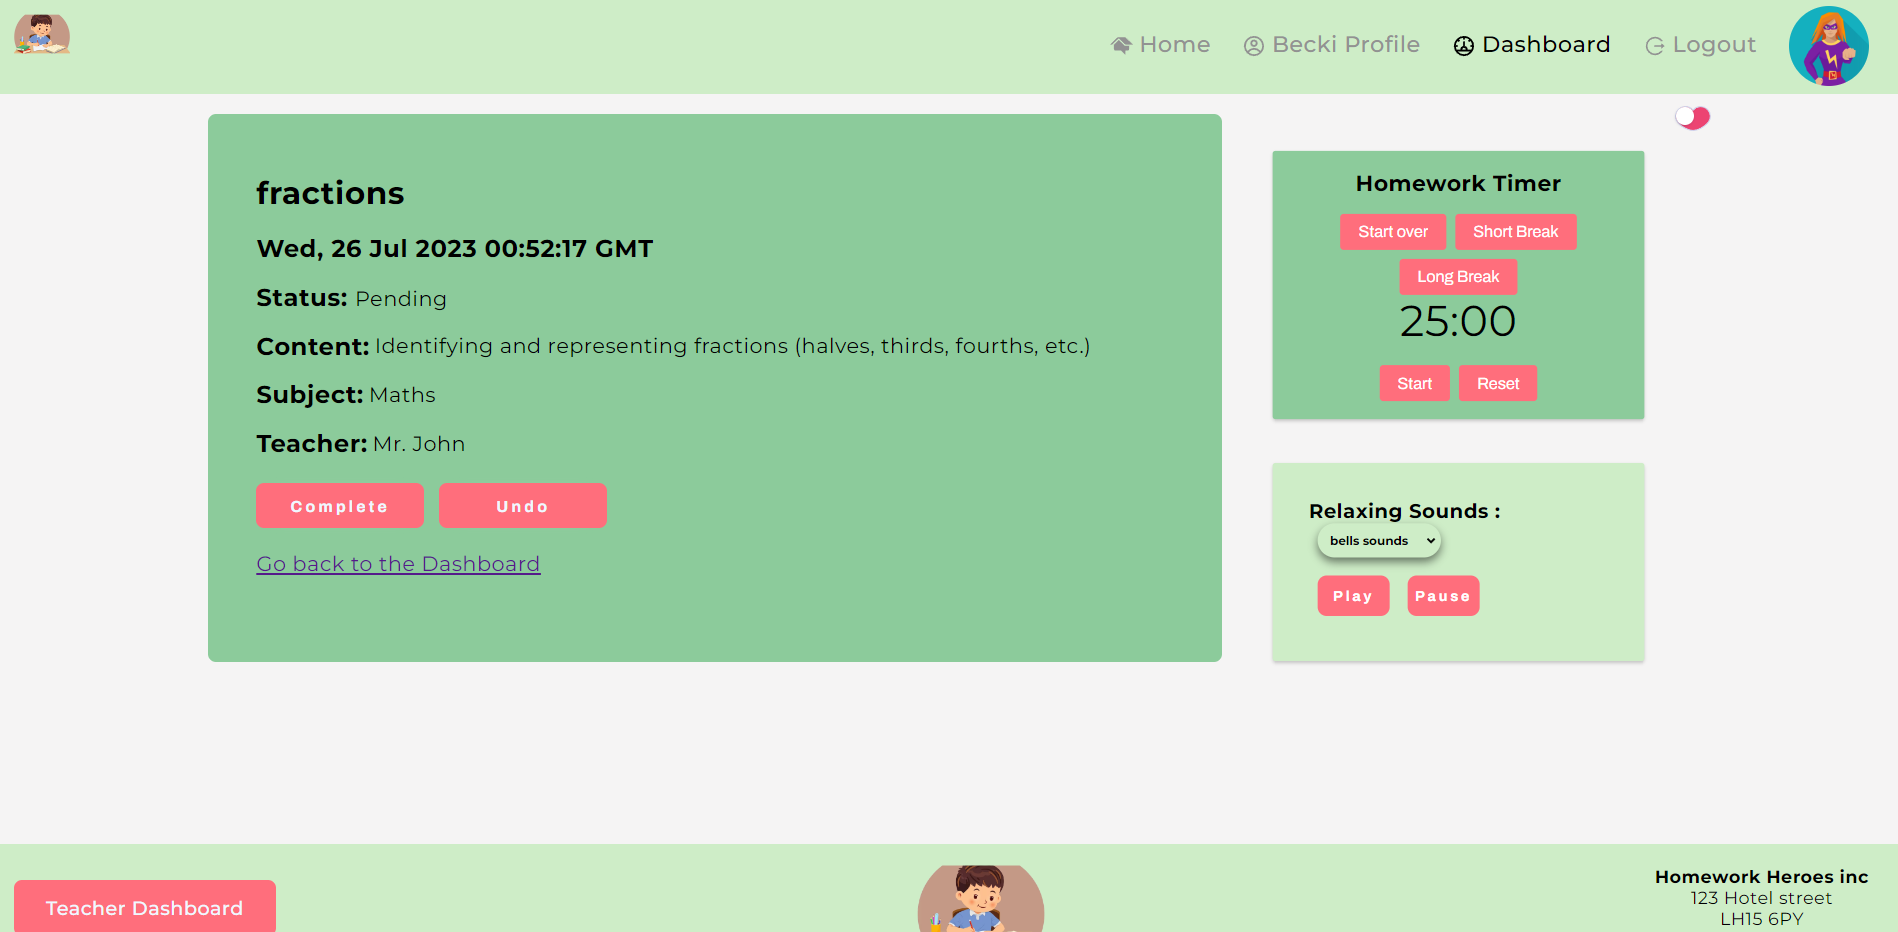 Home Becki Profile Dashboard Logout
fractions
Wed, 26 Jul 2023 00:52:17 GMT
Status: Pending
Content: Identifying and representing fractions (halves, thirds, fourths, etc.)
Subject: Maths
Teacher: Mr. John
Complete Undo
Go back to the Dashboard
Homework Timer
Start over Short Break
Long Break
25:00
Start Reset
Relaxing Sounds :
bells sounds
Play Pause
Teacher Dashboard
Homework Heroes inc
123 Hotel street
LH15 6PY